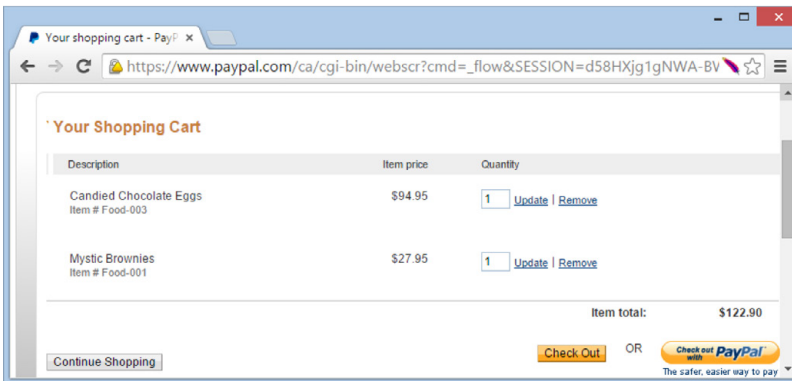 Your shopping cart - PayP
https://www.paypal.com/ca/cgi-bin/webscr?cmd=_flow&SESSION=d58HXjg1gNWA-BV
Your Shopping Cart
Description Item price Quantity
Candied Chocolate Eggs $94.95 1 Update | Remove
Item # Food-003
Mystic Brownies $27.95 1 Update | Remove
Item # Food-001
Item total: $122.90
Continue Shopping Check Out OR Check out with PayPal
The safer, easier way to pay